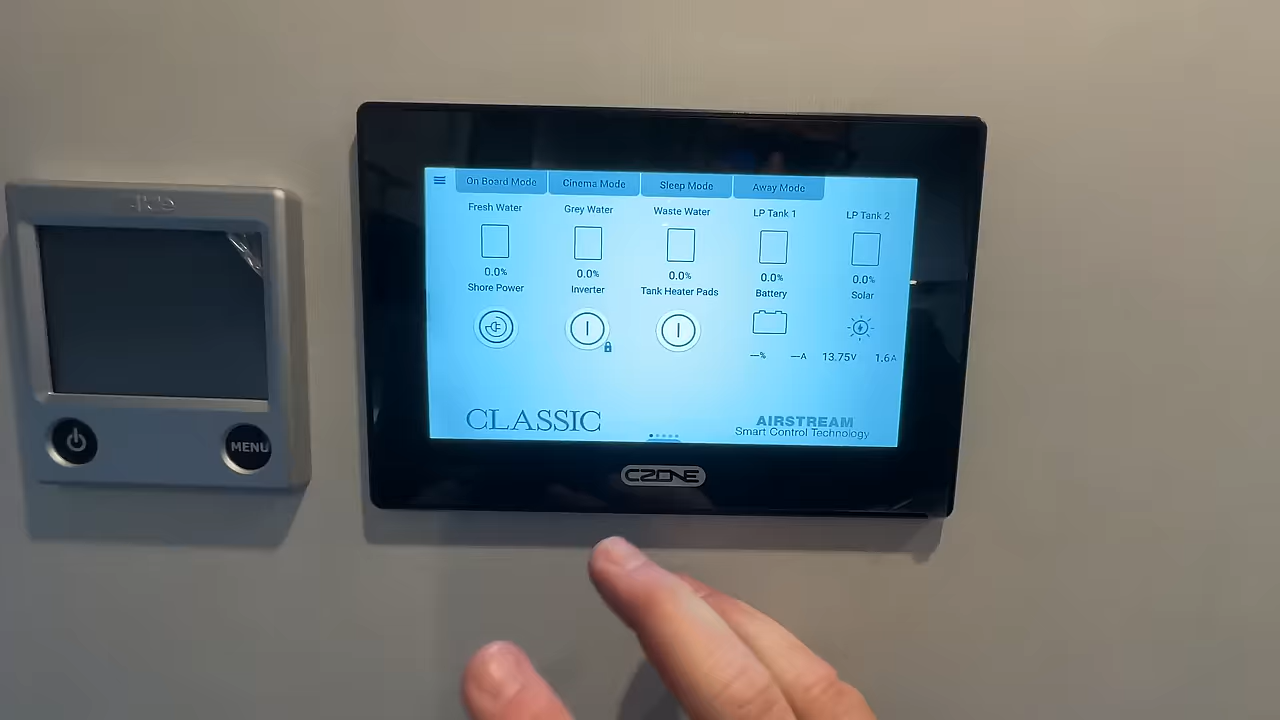 On Board Mode Cinema Mode Sleep Mode Away Mode
Fresh Water Grey Water Waste Water LP Tank 1 LP Tank 2
0.0% 0.0% 0.0% 0.0% 0.0%
Shore Power Inverter Tank Heater Pads Battery Solar
—% —A 13.75V 1.6A
CLASSIC
AIRSTREAM
Smart Control Technology
CZONE
MENU